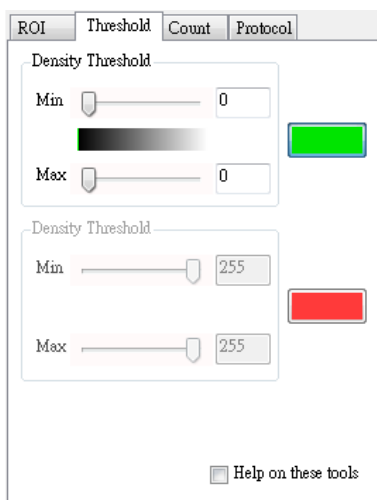 ROI Threshold Count Protocol
Density Threshold
Min 0
Max 0
Density Threshold
Min 255
Max 255
Help on these tools